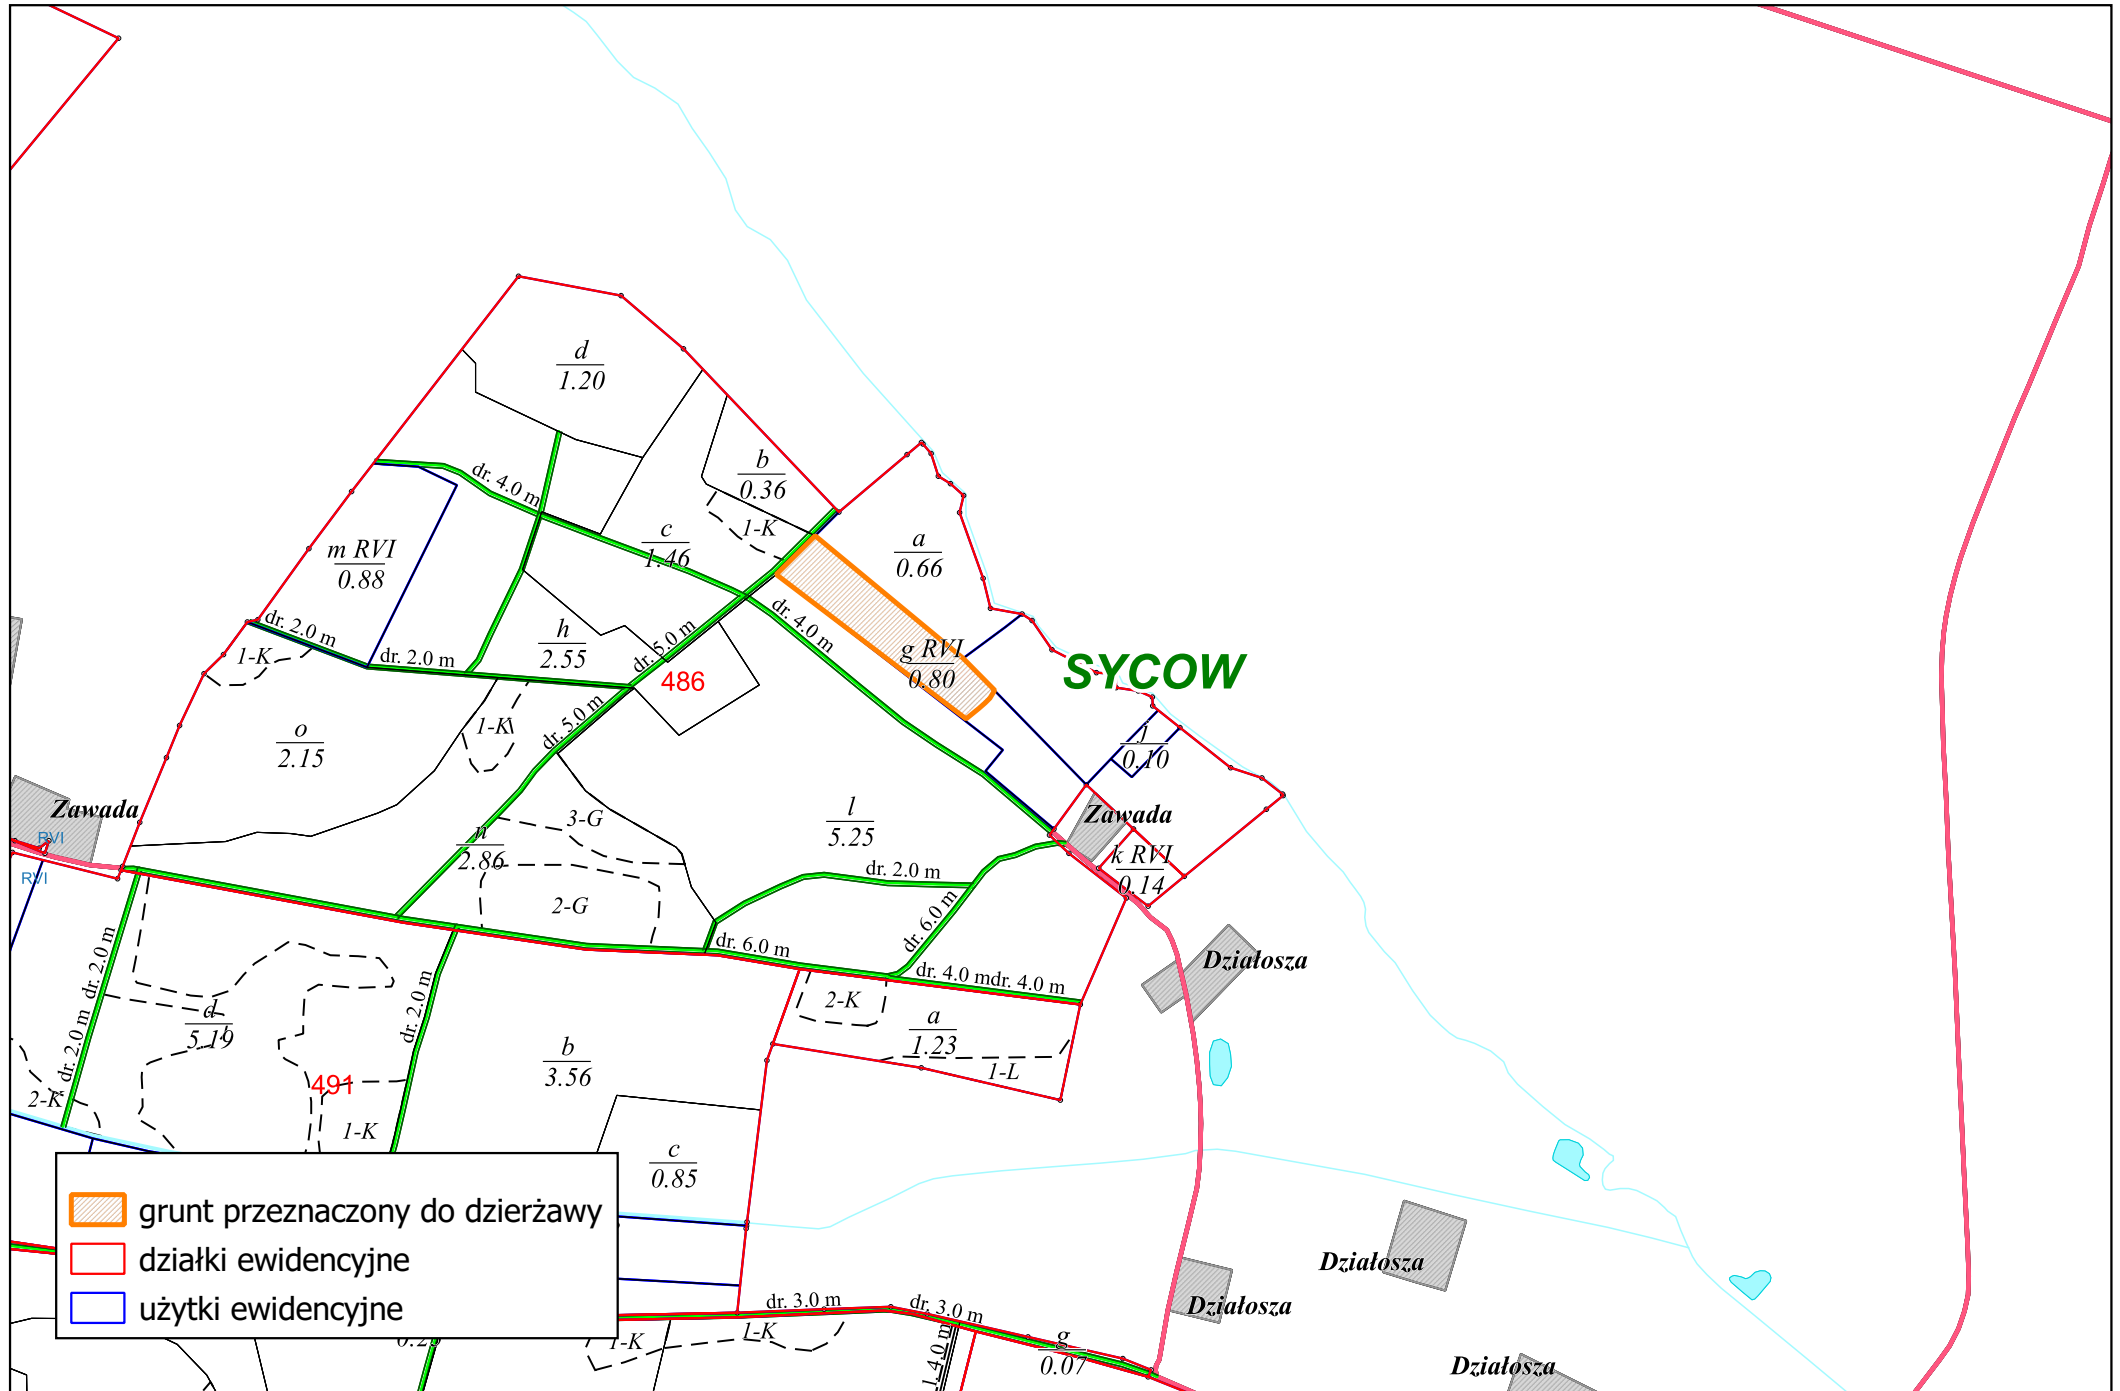 d
1.20
b
0.36
dr. 4.0 m
1-K
c
1.46
a
0.66
m RVI
0.88
dr. 4.0 m
dr. 2.0 m
h
2.55
dr. 5.0 m
1-K
dr. 2.0 m
g RVI
0.80
SYCOW
486
o
2.15
1-K
dr. 5.0 m
j
0.10
Zawada
RVI
RVI
3-G
l
5.25
Zawada
n
2.86
k RVI
0.14
dr. 2.0 m
2-G
dr. 6.0 m
dr. 6.0 m
dr. 2.0 m
Działosza
dr. 4.0 mdr. 4.0 m
2-K
dr. 2.0 m
d
5.19
dr. 2.0 m
a
1.23
b
3.56
1-L
491
2-K
1-K
c
0.85
grunt przeznaczony do dzierżawy
działki ewidencyjne
użytki ewidencyjne
Działosza
Działosza
dr. 3.0 m
dr. 3.0 m
1-K
1-K
g
0.07
4.0 m
Działosza